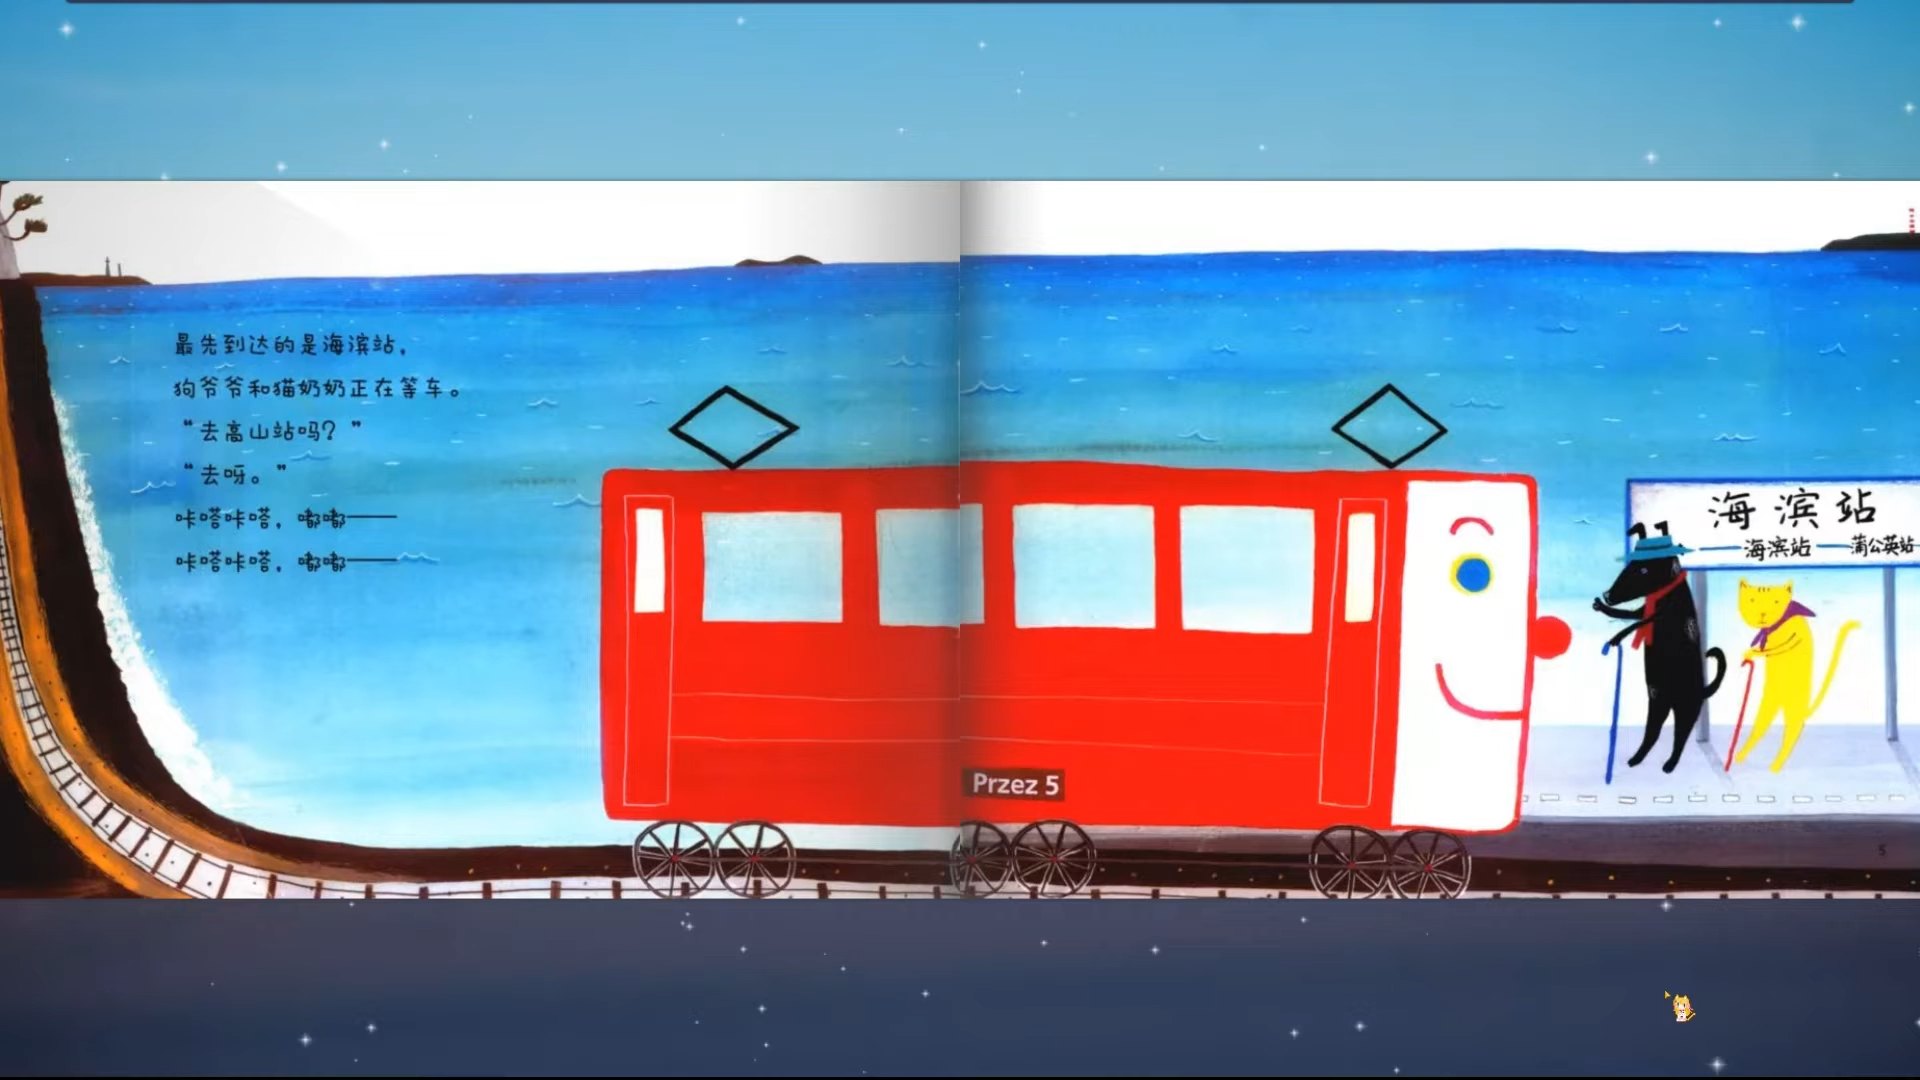 最先到达的是海滨站，
狗爷爷和猫奶奶正在等车。
“去高山站吗？”
“去呀。”
咔嗒咔嗒，嘟嘟——
咔嗒咔嗒，嘟嘟——
海滨站
海滨站—蒲公英站
Przez 5
5